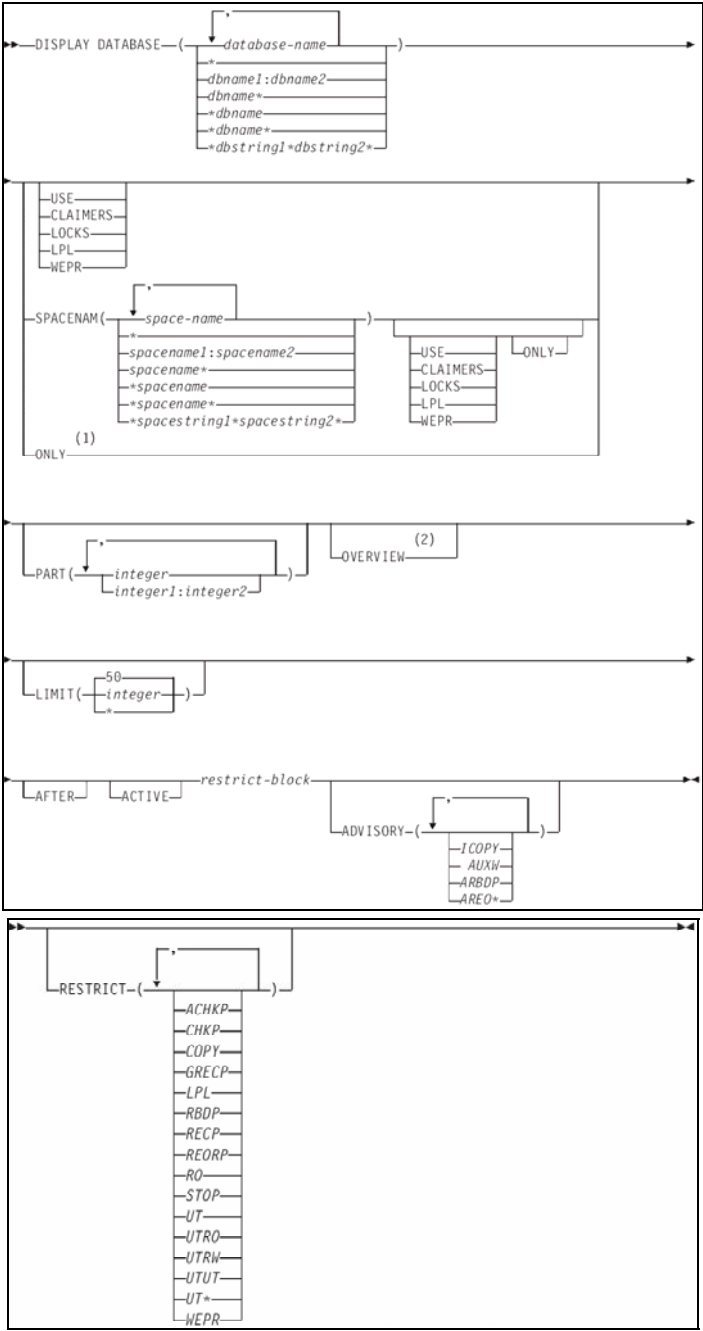 ,
DISPLAY DATABASE ( database-name )
*
dbname1:dbname2
dbname*
*dbname
*dbname*
*dbstring1*dbstring2*
USE
CLAIMERS
LOCKS
LPL
WEPR
,
SPACENAM( space-name )
*
spacename1:spacename2
spacename*
*spacename
*spacename*
*spacestring1*spacestring2*
USE ONLY
CLAIMERS
LOCKS
LPL
WEPR
(1)
ONLY
,
PART( integer )
integer1:integer2
(2)
OVERVIEW
50
LIMIT( integer )
*
restrict-block
AFTER ACTIVE
,
ADVISORY ( )
ICOPY
AUXW
ARBDP
AREO*
,
RESTRICT ( )
ACHKP
CHKP
COPY
GRECP
LPL
RBDP
RECP
REORP
RO
STOP
UT
UTRO
UTRW
UTUT
UT*
WEPR